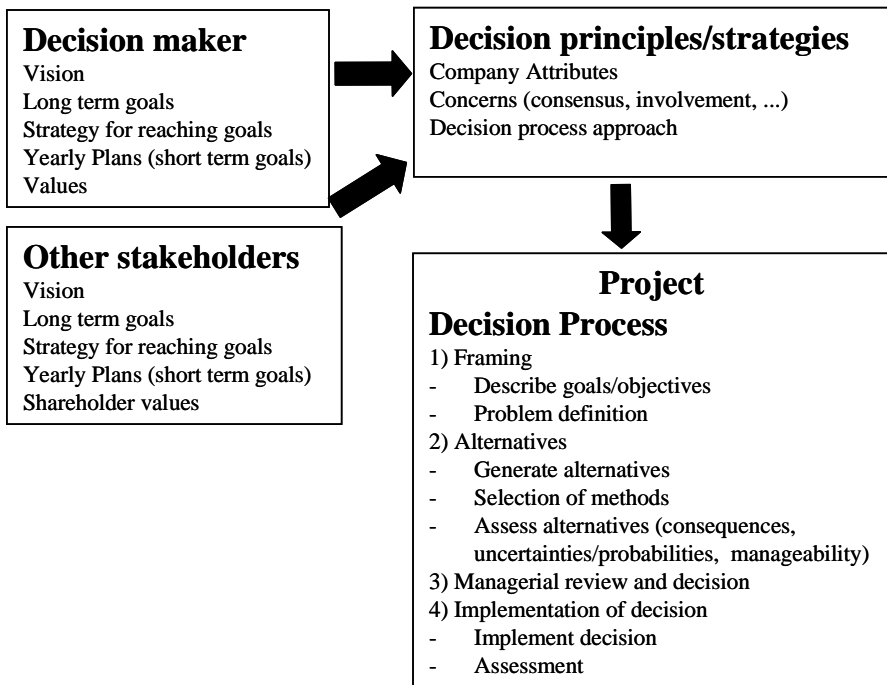 Decision maker
Vision
Long term goals
Strategy for reaching goals
Yearly Plans (short term goals)
Values
Decision principles/strategies
Company Attributes
Concerns (consensus, involvement, ...)
Decision process approach
Other stakeholders
Vision
Long term goals
Strategy for reaching goals
Yearly Plans (short term goals)
Shareholder values
Project
Decision Process
1) Framing
- Describe goals/objectives
- Problem definition
2) Alternatives
- Generate alternatives
- Selection of methods
- Assess alternatives (consequences,
uncertainties/probabilities, manageability)
3) Managerial review and decision
4) Implementation of decision
- Implement decision
- Assessment